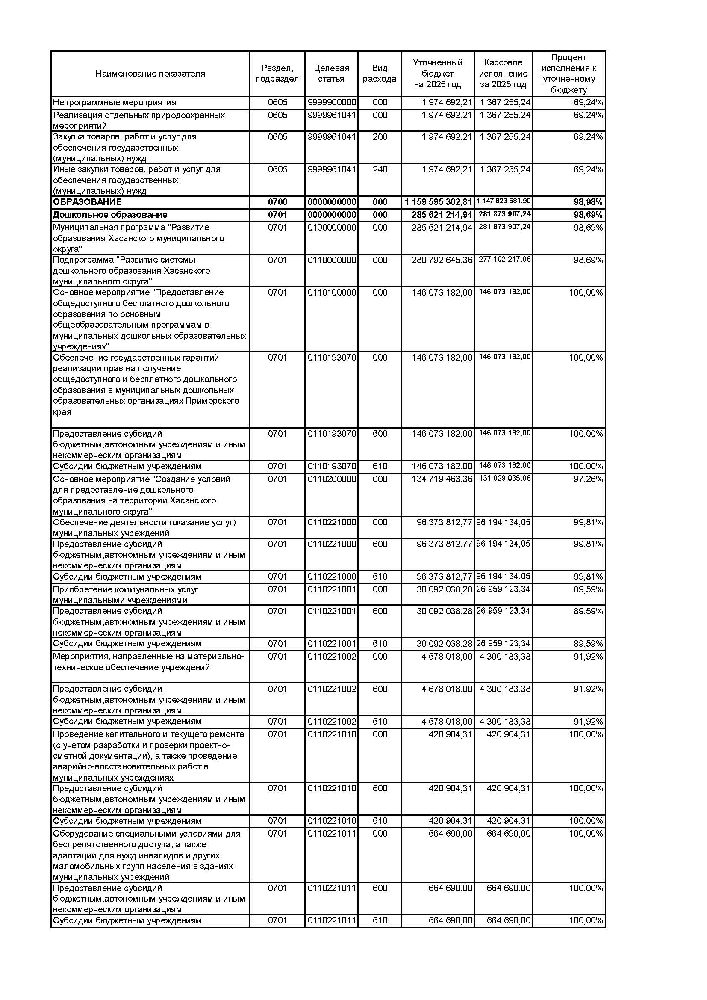 Наименование показателя Раздел, подраздел Целевая статья Вид расхода Уточненный бюджет на 2025 год Кассовое исполнение за 2025 год Процент исполнения к уточненному бюджету
Непрограммные мероприятия 0605 9999900000 000 1 974 692,21 1 367 255,24 69,24%
Реализация отдельных природоохранных 0605 9999961041 000 1 974 692,21 1 367 255,24 69,24%
мероприятий
Закупка товаров, работ и услуг для 0605 9999961041 200 1 974 692,21 1 367 255,24 69,24%
обеспечения государственных
(муниципальных) нужд
Иные закупки товаров, работ и услуг для 0605 9999961041 240 1 974 692,21 1 367 255,24 69,24%
обеспечения государственных
(муниципальных) нужд
ОБРАЗОВАНИЕ 0700 0000000000 000 1 159 595 302,81 1 147 823 681,90 98,98%
Дошкольное образование 0701 0000000000 000 285 621 214,94 281 873 907,24 98,69%
Муниципальная программа "Развитие 0701 0100000000 000 285 621 214,94 281 873 907,24 98,69%
образования Хасанского муниципального
округа"
Подпрограмма "Развитие системы 0701 0110000000 000 280 792 645,36 277 102 217,08 98,69%
дошкольного образования Хасанского
муниципального округа"
Основное мероприятие "Предоставление 0701 0110100000 000 146 073 182,00 146 073 182,00 100,00%
общедоступного бесплатного дошкольного
образования по основным
общеобразовательным программам в
муниципальных дошкольных образовательных
учреждениях"
Обеспечение государственных гарантий 0701 0110193070 000 146 073 182,00 146 073 182,00 100,00%
реализации прав на получение
общедоступного и бесплатного дошкольного
образования в муниципальных дошкольных
образовательных организациях Приморского
края
Предоставление субсидий 0701 0110193070 600 146 073 182,00 146 073 182,00 100,00%
бюджетным,автономным учреждениям и иным
некоммерческим организациям
Субсидии бюджетным учреждениям 0701 0110193070 610 146 073 182,00 146 073 182,00 100,00%
Основное мероприятие "Создание условий 0701 0110200000 000 134 719 463,36 131 029 035,08 97,26%
для предоставление дошкольного
образования на территории Хасанского
муниципального округа"
Обеспечение деятельности (оказание услуг) 0701 0110221000 000 96 373 812,77 96 194 134,05 99,81%
муниципальных учреждений
Предоставление субсидий 0701 0110221000 600 96 373 812,77 96 194 134,05 99,81%
бюджетным,автономным учреждениям и иным
некоммерческим организациям
Субсидии бюджетным учреждениям 0701 0110221000 610 96 373 812,77 96 194 134,05 99,81%
Приобретение коммунальных услуг 0701 0110221001 000 30 092 038,28 26 959 123,34 89,59%
муниципальными учреждениями
Предоставление субсидий 0701 0110221001 600 30 092 038,28 26 959 123,34 89,59%
бюджетным,автономным учреждениям и иным
некоммерческим организациям
Субсидии бюджетным учреждениям 0701 0110221001 610 30 092 038,28 26 959 123,34 89,59%
Мероприятия, направленные на материально- 0701 0110221002 000 4 678 018,00 4 300 183,38 91,92%
техническое обеспечение учреждений
Предоставление субсидий 0701 0110221002 600 4 678 018,00 4 300 183,38 91,92%
бюджетным,автономным учреждениям и иным
некоммерческим организациям
Субсидии бюджетным учреждениям 0701 0110221002 610 4 678 018,00 4 300 183,38 91,92%
Проведение капитального и текущего ремонта 0701 0110221010 000 420 904,31 420 904,31 100,00%
(с учетом разработки и проверки проектно-
сметной документации), а также проведение
аварийно-восстановительных работ в
муниципальных учреждениях
Предоставление субсидий 0701 0110221010 600 420 904,31 420 904,31 100,00%
бюджетным,автономным учреждениям и иным
некоммерческим организациям
Субсидии бюджетным учреждениям 0701 0110221010 610 420 904,31 420 904,31 100,00%
Оборудование специальными условиями для 0701 0110221011 000 664 690,00 664 690,00 100,00%
беспрепятственного доступа, а также
адаптации для нужд инвалидов и других
маломобильных групп населения в зданиях
муниципальных учреждений
Предоставление субсидий 0701 0110221011 600 664 690,00 664 690,00 100,00%
бюджетным,автономным учреждениям и иным
некоммерческим организациям
Субсидии бюджетным учреждениям 0701 0110221011 610 664 690,00 664 690,00 100,00%